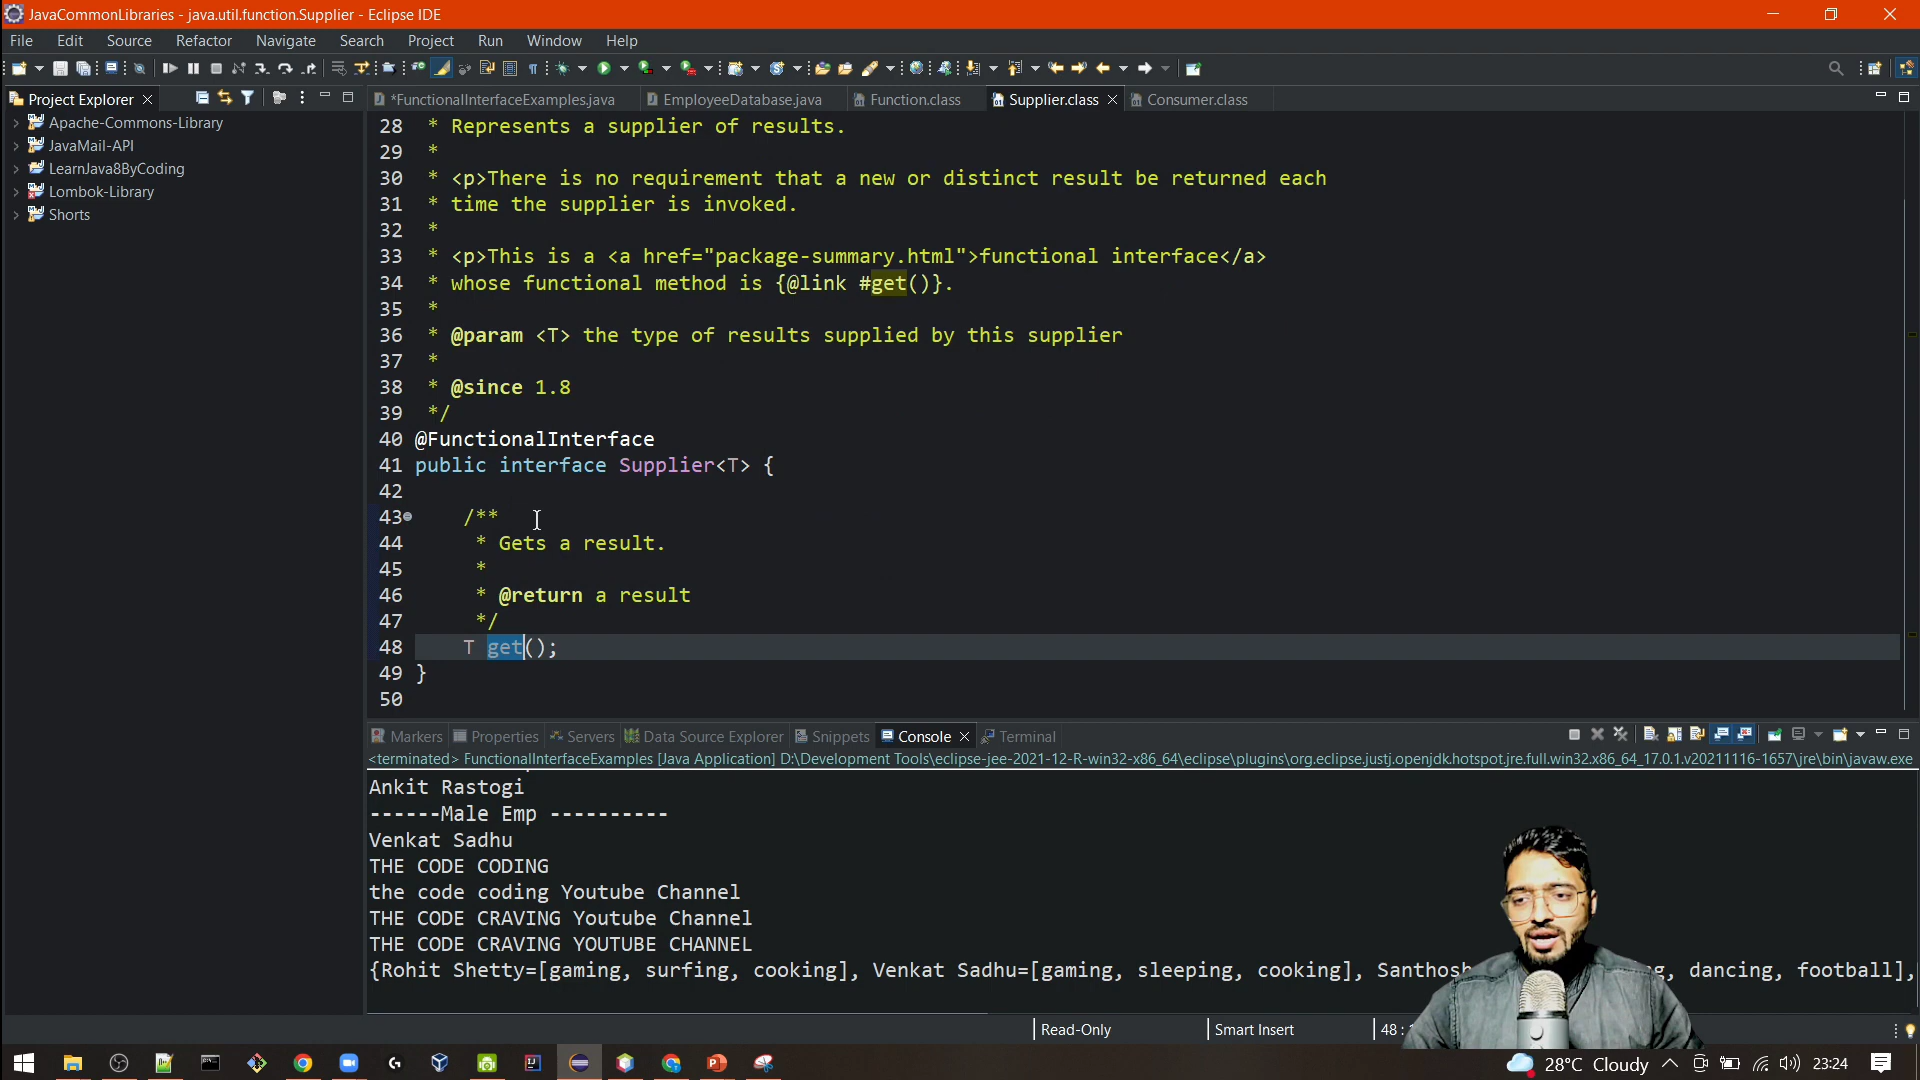 JavaCommonLibraries - java.util.function.Supplier - Eclipse IDE
File Edit Source Refactor Navigate Search Project Run Window Help
Project Explorer
*FunctionalInterfaceExamples.java EmployeeDatabase.java Function.class Supplier.class Consumer.class
Apache-Commons-Library
JavaMail-API
LearnJava8ByCoding
Lombok-Library
Shorts
28 * Represents a supplier of results.
29 *
30 * <p>There is no requirement that a new or distinct result be returned each
31 * time the supplier is invoked.
32 *
33 * <p>This is a <a href="package-summary.html">functional interface</a>
34 * whose functional method is {@link #get()}.
35 *
36 * @param <T> the type of results supplied by this supplier
37 *
38 * @since 1.8
39 */
40 @FunctionalInterface
41 public interface Supplier<T> {
42
43 /**
44 * Gets a result.
45 *
46 * @return a result
47 */
48 T get();
49 }
50
Markers Properties Servers Data Source Explorer Snippets Console Terminal
<terminated> FunctionalInterfaceExamples [Java Application] D:\Development Tools\eclipse-jee-2021-12-R-win32-x86_64\eclipse\plugins\org.eclipse.justj.openjdk.hotspot.jre.full.win32.x86_64_17.0.1.v20211116-1657\jre\bin\javaw.exe
Ankit Rastogi
------Male Emp ----------
Venkat Sadhu
THE CODE CODING
the code coding Youtube Channel
THE CODE CRAVING Youtube Channel
THE CODE CRAVING YOUTUBE CHANNEL
{Rohit Shetty=[gaming, surfing, cooking], Venkat Sadhu=[gaming, sleeping, cooking], Santhosh dancing, football],
Read-Only Smart Insert 48 :
28°C Cloudy 23:24